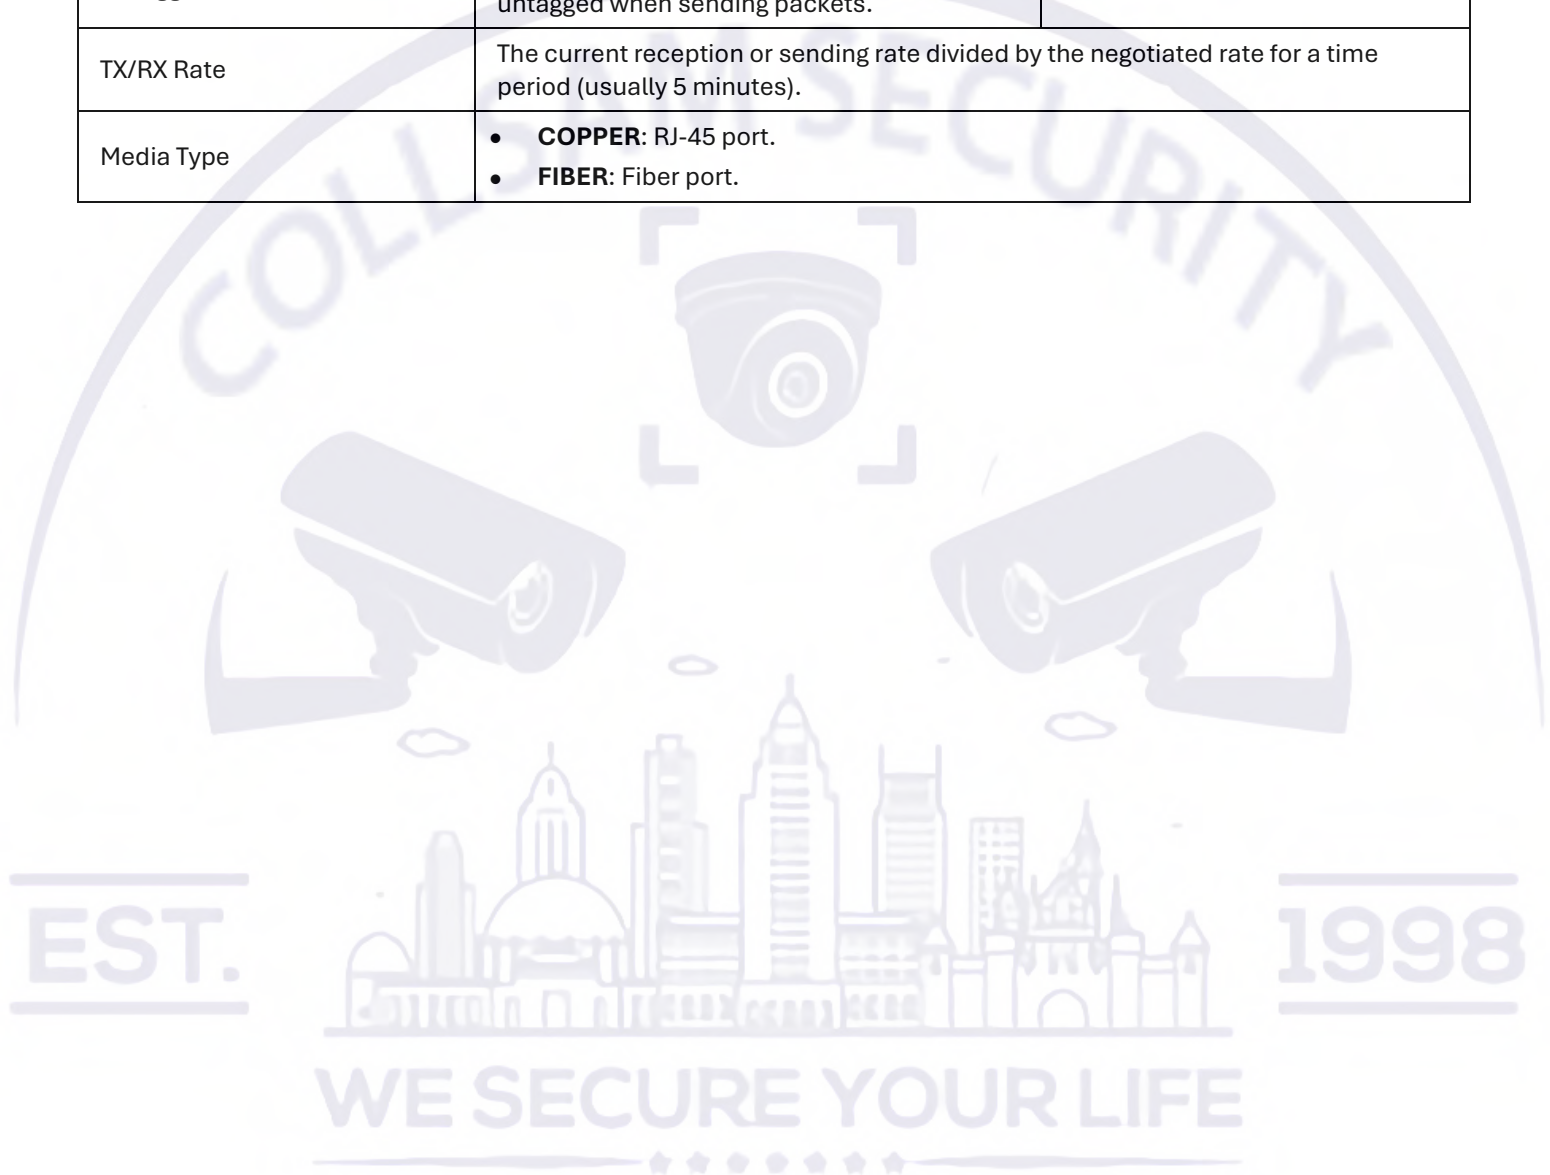 untagged when sending packets.
TX/RX Rate
The current reception or sending rate divided by the negotiated rate for a time
period (usually 5 minutes).
Media Type
• COPPER: RJ-45 port.
• FIBER: Fiber port.
COLLSAM SECURITY
EST.
1998
WE SECURE YOUR LIFE